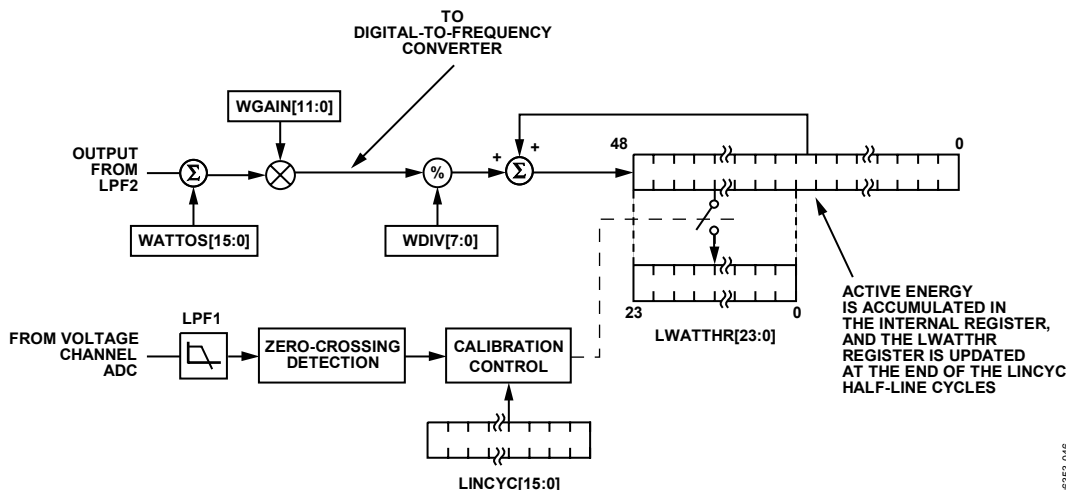 TO
DIGITAL-TO-FREQUENCY
CONVERTER
WGAIN[11:0]
OUTPUT
FROM
LPF2
Σ
%
+
+
Σ
48
0
WATTOS[15:0]
WDIV[7:0]
23
0
LWATTHR[23:0]
ACTIVE ENERGY
IS ACCUMULATED IN
THE INTERNAL REGISTER,
AND THE LWATTHR
REGISTER IS UPDATED
AT THE END OF THE LINCYC
HALF-LINE CYCLES
FROM VOLTAGE
CHANNEL
ADC
LPF1
ZERO-CROSSING
DETECTION
CALIBRATION
CONTROL
LINCYC[15:0]